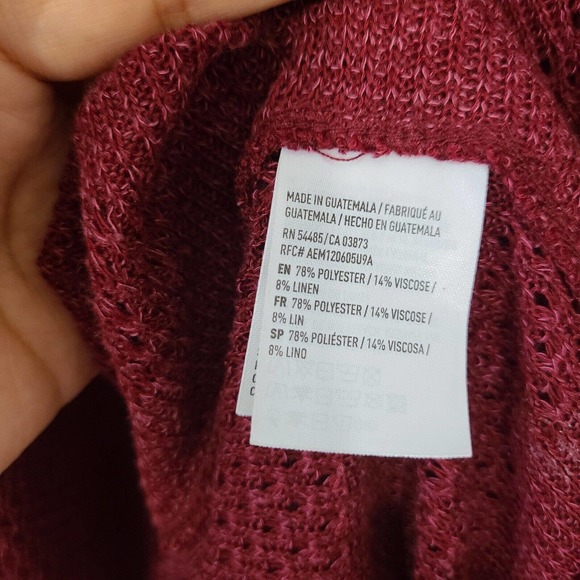 MADE IN GUATEMALA / FABRIQUÉ AU
GUATEMALA / HECHO EN GUATEMALA
RN 54485 / CA 03873
RFC# AEM120605U9A
EN 78% POLYESTER / 14% VISCOSE /
8% LINEN
FR 78% POLYESTER / 14% VISCOSE /
8% LIN
SP 78% POLIÉSTER / 14% VISCOSA /
8% LINO